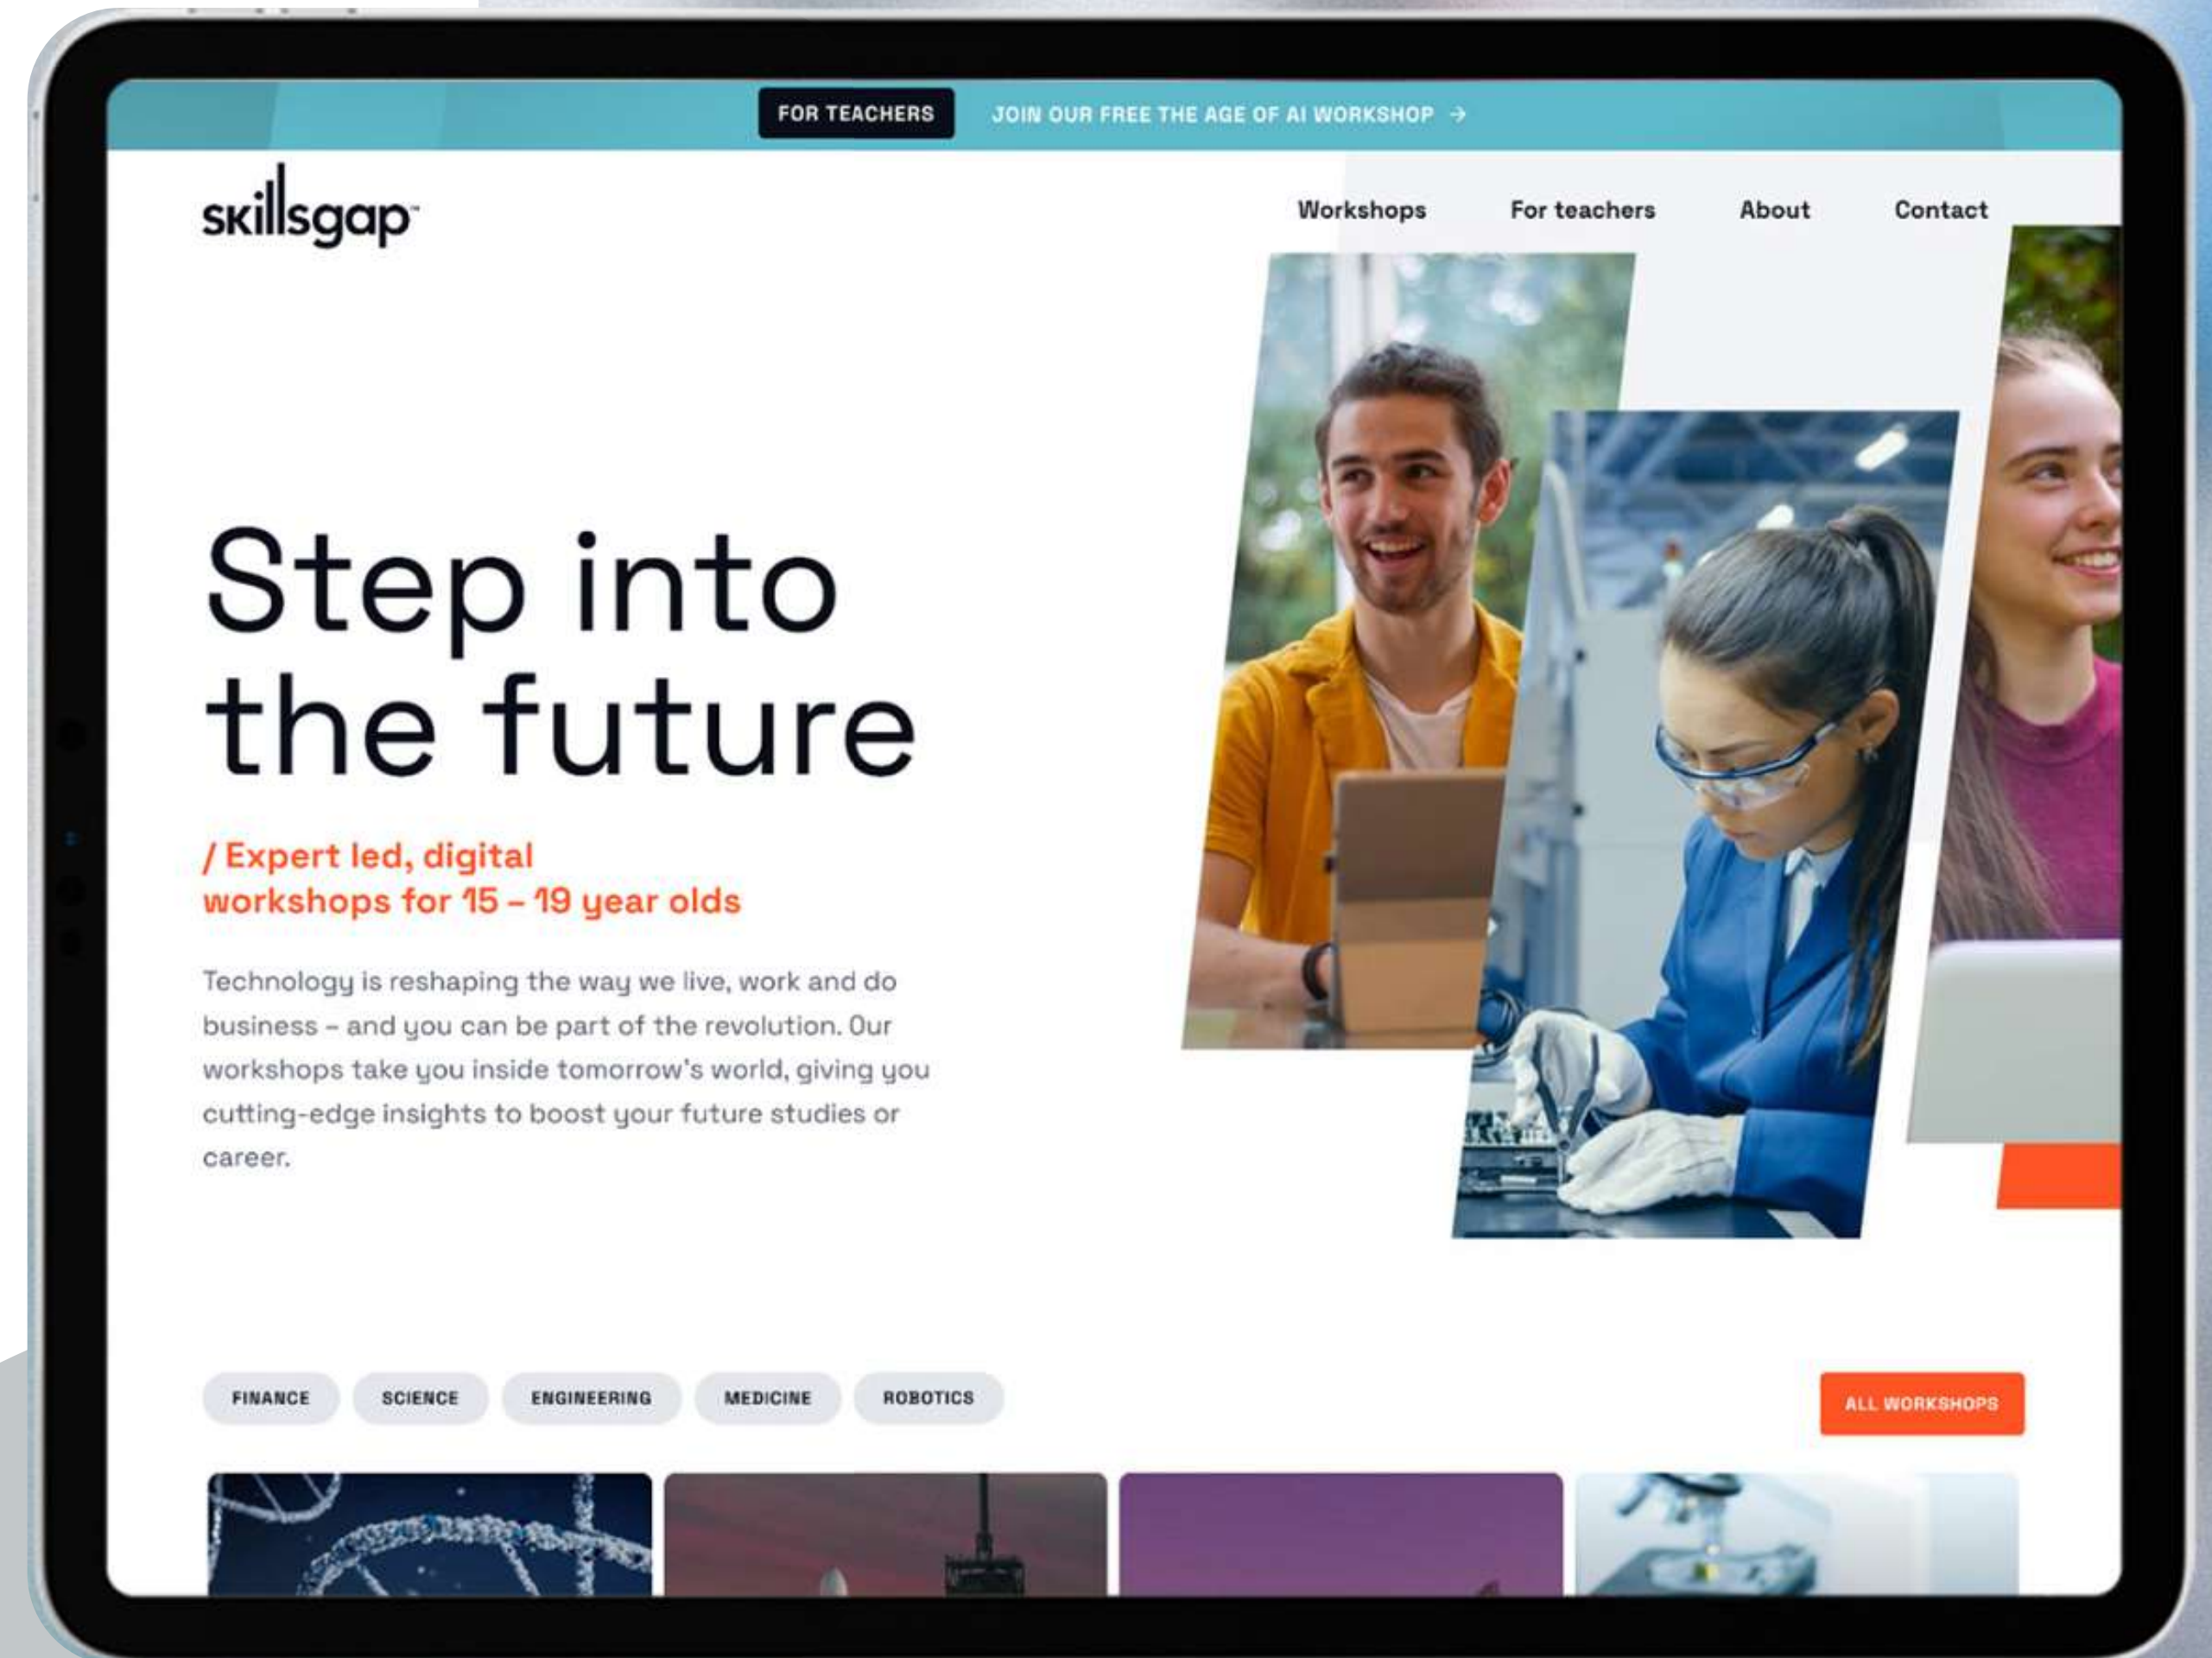 FOR TEACHERS JOIN OUR FREE THE AGE OF AI WORKSHOP →
skillsgap™
Workshops For teachers About Contact
Step into
the future
/ Expert led, digital
workshops for 15 – 19 year olds
Technology is reshaping the way we live, work and do
business – and you can be part of the revolution. Our
workshops take you inside tomorrow's world, giving you
cutting-edge insights to boost your future studies or
career.
FINANCE SCIENCE ENGINEERING MEDICINE ROBOTICS
ALL WORKSHOPS